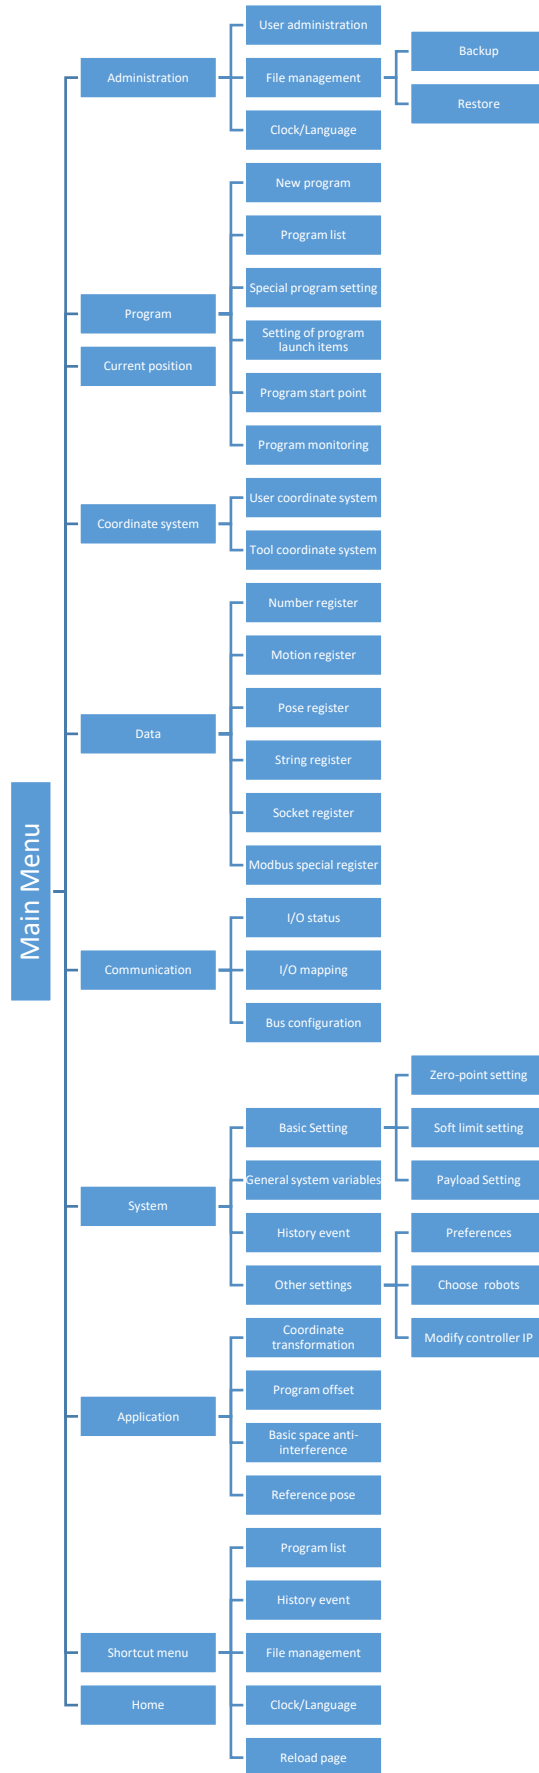 Main Menu
Administration
User administration
File management
Backup
Restore
Clock/Language
Program
New program
Program list
Special program setting
Setting of program
launch items
Program start point
Program monitoring
Current position
Coordinate system
User coordinate system
Tool coordinate system
Data
Number register
Motion register
Pose register
String register
Socket register
Modbus special register
Communication
I/O status
I/O mapping
Bus configuration
System
Basic Setting
Zero-point setting
Soft limit setting
Payload Setting
General system variables
History event
Other settings
Preferences
Choose robots
Modify controller IP
Application
Coordinate
transformation
Program offset
Basic space anti-
interference
Reference pose
Shortcut menu
Program list
History event
File management
Clock/Language
Reload page
Home